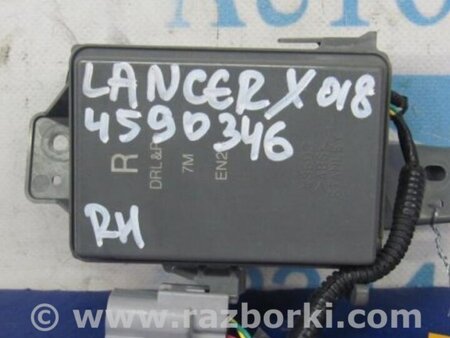 LANCER X 018
4590346
R
DRL&P
7M
EN2
RH
© www.razborki.com